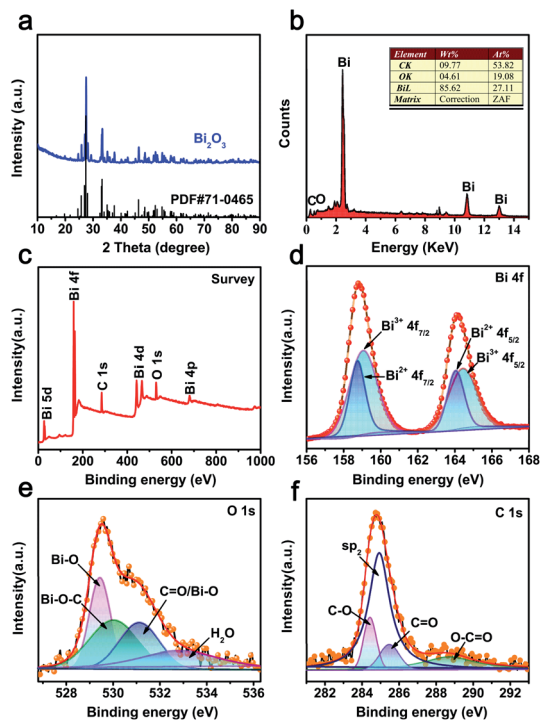 a
Intensity (a.u.)
Bi2O3
PDF#71-0465
10 20 30 40 50 60 70 80 90
2 Theta (degree)
b
Counts
Element Wt% At%
CK 09.77 53.82
OK 04.61 19.08
BiL 85.62 27.11
Matrix Correction ZAF
Bi
C O
Bi
Bi
0 2 4 6 8 10 12 14
Energy (KeV)
c
Survey
Intensity(a.u.)
Bi 5d
Bi 4f
C 1s
Bi 4d
O 1s
Bi 4p
0 200 400 600 800 1000
Binding energy (eV)
d
Bi 4f
Intensity(a.u.)
Bi3+ 4f7/2
Bi2+ 4f7/2
Bi2+ 4f5/2
Bi3+ 4f5/2
156 158 160 162 164 166 168
Binding energy (eV)
e
O 1s
Intensity(a.u.)
Bi-O
Bi-O-C
C=O/Bi-O
H2O
528 530 532 534 536
Binding energy (eV)
f
C 1s
Intensity(a.u.)
sp2
C-O
C=O
O-C=O
282 284 286 288 290 292
Binding energy (eV)